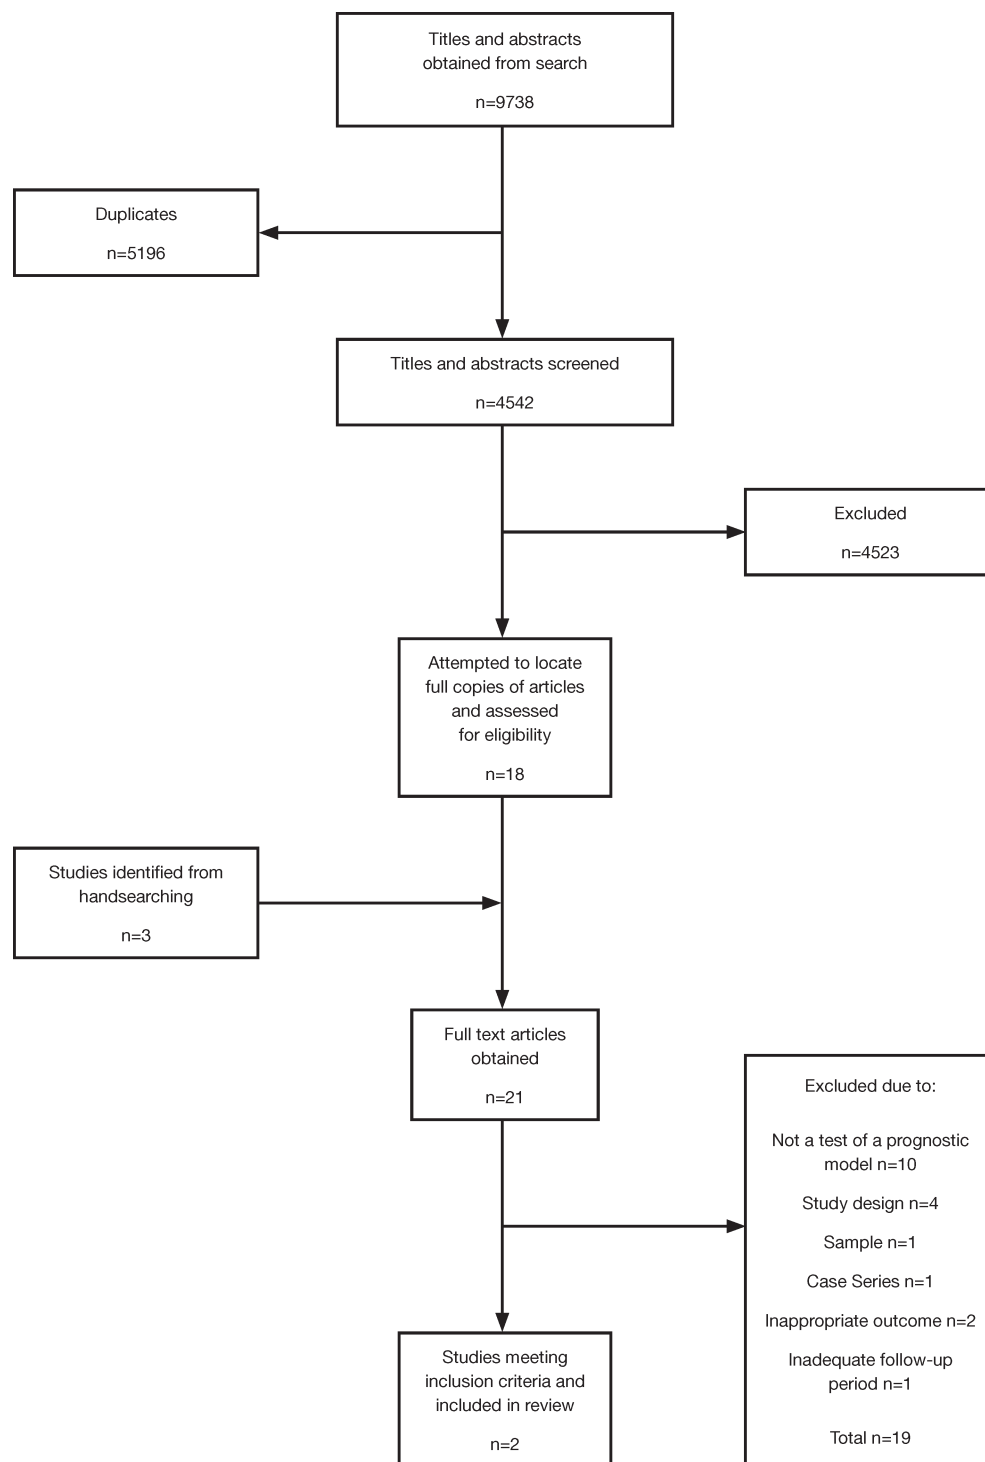 Titles and abstracts
obtained from search
n=9738
Duplicates
n=5196
Titles and abstracts screened
n=4542
Excluded
n=4523
Attempted to locate
full copies of articles
and assessed
for eligibility
n=18
Studies identified from
handsearching
n=3
Full text articles
obtained
n=21
Excluded due to:
Not a test of a prognostic
model n=10
Study design n=4
Sample n=1
Case Series n=1
Inappropriate outcome n=2
Inadequate follow-up
period n=1
Total n=19
Studies meeting
inclusion criteria and
included in review
n=2